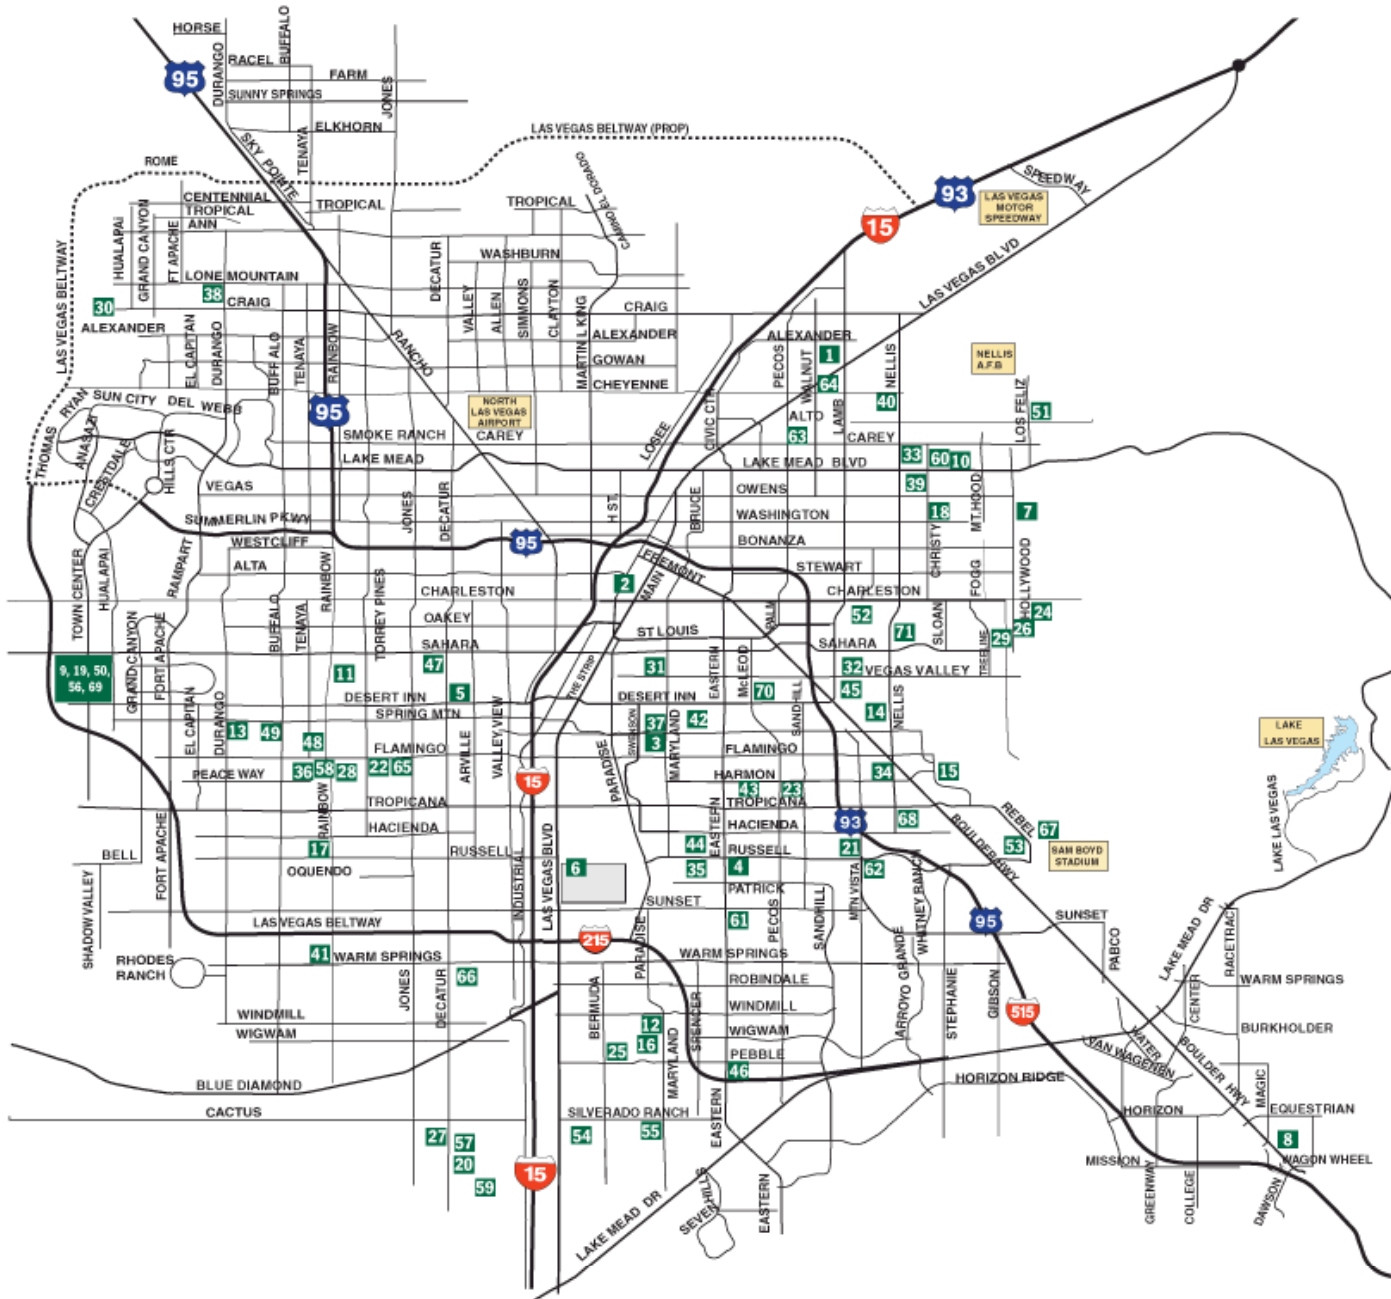 HORSE
BUFFALO
DURANGO
RACEL
FARM
95
SUNNY SPRINGS
JONES
ELKHORN
TENAYA
SKY POINTE
LAS VEGAS BELTWAY (PROP)
ROME
CENTENNIAL
TROPICAL
TROPICAL
TROPICAL
ANN
CAMINO EL DORADO
SPEEDWAY
93
LAS VEGAS
MOTOR
SPEEDWAY
15
HUALAPAI
GRAND CANYON
FT APACHE
LAS VEGAS BELTWAY
LONE MOUNTAIN
DECATUR
WASHBURN
LAS VEGAS BLVD
30
38
CRAIG
CRAIG
VALLEY
ALLEN
SIMMONS
CLAYTON
MARTIN L KING
ALEXANDER
ALEXANDER
ALEXANDER
EL CAPITAN
DURANGO
BUFFALO
TENAYA
RAINBOW
RANCHO
GOWAN
CHEYENNE
PECOS
WALNUT
1
64
NELLIS
NELLIS
A.F.B
40
LOS FELIZ
51
THOMAS RYAN
SUN CITY
DEL WEBB
95
NORTH
LAS VEGAS
AIRPORT
ANASAZI
CRESTDALE
HILLS CTR
SMOKE RANCH
CAREY
LOSEE
CIVIC CTR
ALTO
LAMB
63
CAREY
LAKE MEAD
LAKE MEAD BLVD
33
60
10
VEGAS
OWENS
39
SUMMERLIN PKWY
JONES
DECATUR
H ST.
BRUCE
WASHINGTON
18
MT.HOOD
7
WESTCLIFF
95
BONANZA
ALTA
FREMONT
STEWART
CHRISTY
FOGG
HOLLYWOOD
TOWN CENTER
HUALAPAI
RAMPART
RAINBOW
TORREY PINES
CHARLESTON
2
MAIN
CHARLESTON
BUFFALO
TENAYA
OAKEY
PALM
52
SLOAN
24
GRAND CANYON
FORT APACHE
SAHARA
ST LOUIS
SAHARA
71
29
26
TREELINE
9, 19, 50,
56, 69
11
47
THE STRIP
31
EASTERN
McLEOD
32
VEGAS VALLEY
DESERT INN
5
DESERT INN
70
SANDHILL
45
EL CAPITAN
DURANGO
SPRING MTN
ARVILLE
VALLEY VIEW
SWENSON
37
MARYLAND
42
14
NELLIS
13
49
48
3
LAKE
LAS VEGAS
FLAMINGO
PARADISE
FLAMINGO
PEACE WAY
36
58
28
22
65
15
HARMON
34
15
43
23
TROPICANA
TROPICANA
RAINBOW
HACIENDA
EASTERN
HACIENDA
93
68
REBEL
67
BOULDER HWY
LAKE LAS VEGAS
BELL
FORT APACHE
17
RUSSELL
44
RUSSELL
21
53
SAM BOYD
STADIUM
OQUENDO
INDUSTRIAL
LAS VEGAS BLVD
6
35
4
62
SHADOW VALLEY
PATRICK
MTN VISTA
WHITNEY RANCH
SUNSET
LAS VEGAS BELTWAY
61
PECOS
SANDHILL
95
SUNSET
215
PARADISE
LAKE MEAD DR
RACETRACK
41
WARM SPRINGS
WARM SPRINGS
PABCO
RHODES
RANCH
JONES
DECATUR
66
ROBINDALE
ARROYO GRANDE
STEPHANIE
GIBSON
CENTER
WARM SPRINGS
WINDMILL
BERMUDA
SPENCER
WINDMILL
515
WIGWAM
12
MARYLAND
WIGWAM
WATER
BURKHOLDER
25
16
PEBBLE
VAN WAGENEN
BOULDER HWY
BLUE DIAMOND
46
HORIZON RIDGE
MAGIC
CACTUS
SILVERADO RANCH
EASTERN
HORIZON
EQUESTRIAN
27
57
54
55
8
20
15
MISSION
WAGON WHEEL
59
LAKE MEAD DR
SEVEN HILLS
EASTERN
GREENWAY
COLLEGE
DAWSON